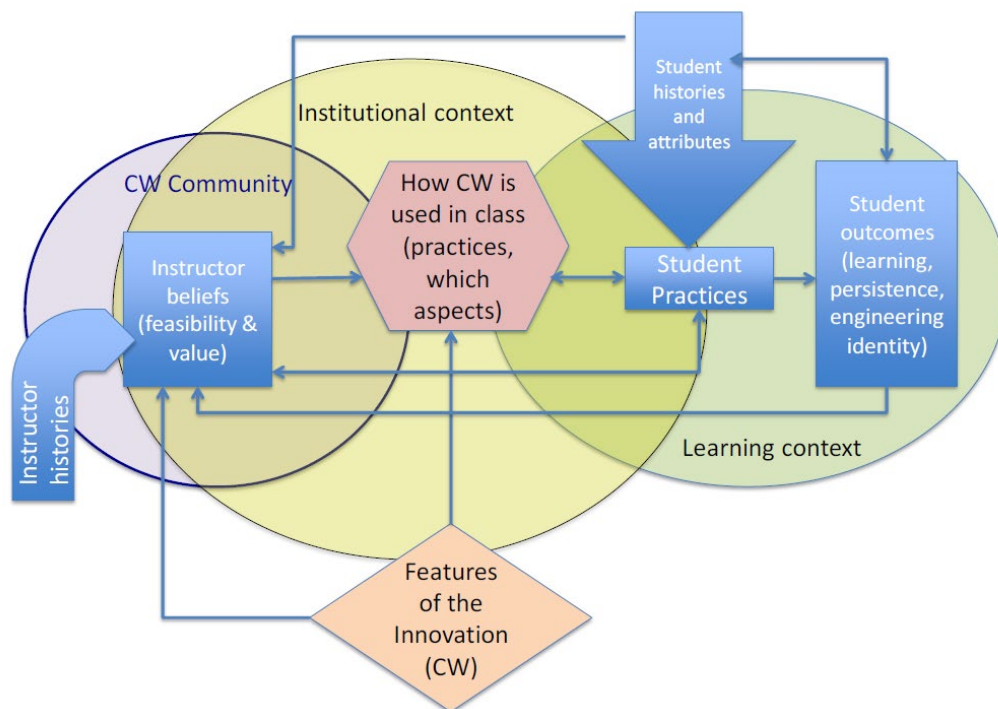 Student
histories
and
attributes
Institutional context
CW Community
How CW is
used in class
(practices,
which
aspects)
Instructor
beliefs
(feasibility &
value)
Student
Practices
Student
outcomes
(learning,
persistence,
engineering
identity)
Instructor
histories
Learning context
Features
of the
Innovation
(CW)